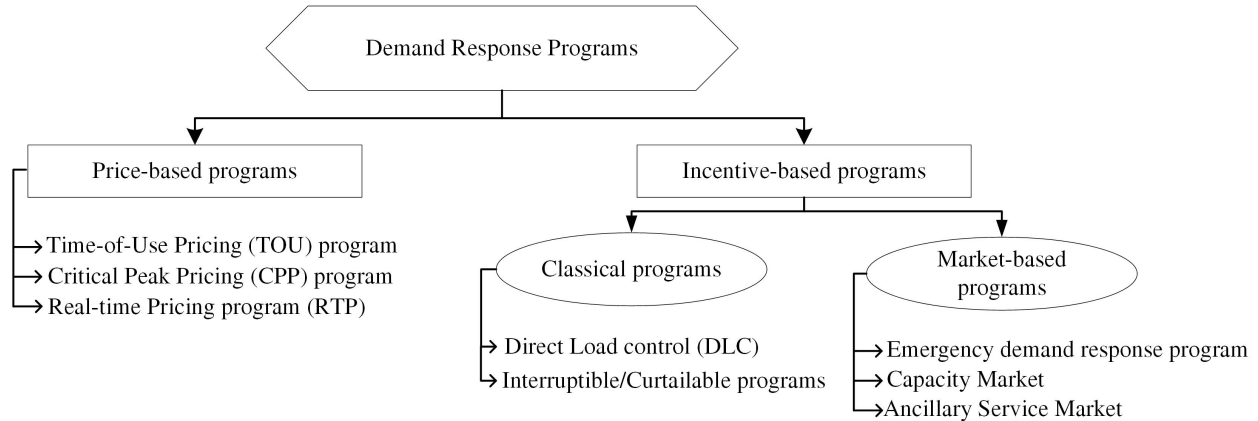 Demand Response Programs
Price-based programs
Time-of-Use Pricing (TOU) program
Critical Peak Pricing (CPP) program
Real-time Pricing program (RTP)
Incentive-based programs
Classical programs
Direct Load control (DLC)
Interruptible/Curtailable programs
Market-based
programs
Emergency demand response program
Capacity Market
Ancillary Service Market